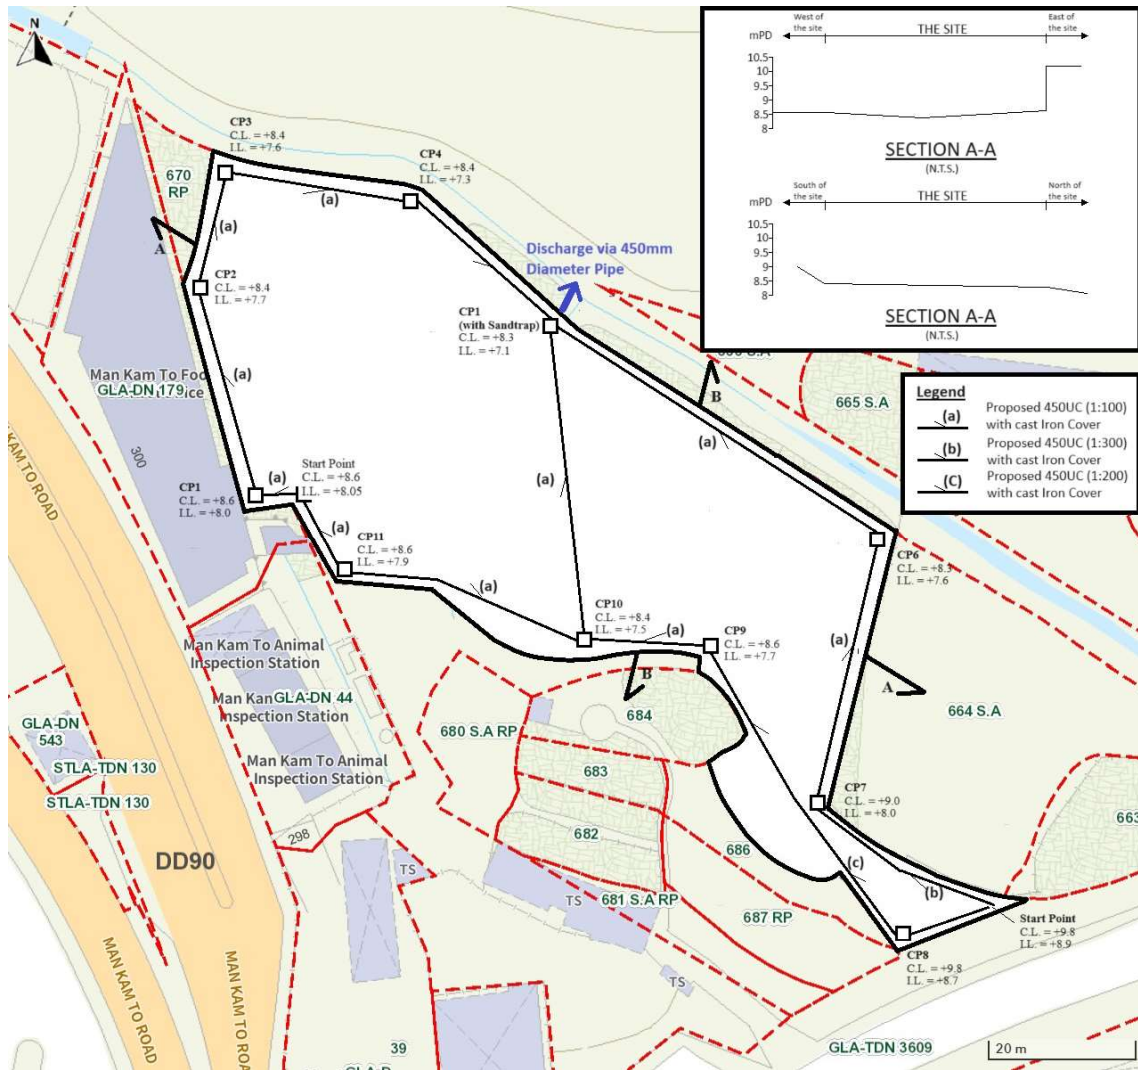 N
West of
the site
THE SITE
East of
the site
mPD
10.5
10
9.5
9
8.5
8
SECTION A-A
(N.T.S.)
South of
the site
THE SITE
North of
the site
mPD
10.5
10
9.5
9
8.5
8
SECTION A-A
(N.T.S.)
Legend
(a)
Proposed 450UC (1:100)
with cast Iron Cover
(b)
Proposed 450UC (1:300)
with cast Iron Cover
(C)
Proposed 450UC (1:200)
with cast Iron Cover
CP3
C.L. = +8.4
I.L. = +7.6
CP4
C.L. = +8.4
I.L. = +7.3
670
RP
(a)
(a)
A
Discharge via 450mm
Diameter Pipe
CP2
C.L. = +8.4
I.L. = +7.7
CP1
(with Sandtrap)
C.L. = +8.3
I.L. = +7.1
B
665 S.A
Man Kam To Foo
GLA-DN 179
ice
(a)
(a)
MAN KAM TO ROAD
300
Start Point
C.L. = +8.6
I.L. = +8.05
(a)
CP1
C.L. = +8.6
I.L. = +8.0
(a)
(a)
CP11
C.L. = +8.6
I.L. = +7.9
CP6
C.L. = +8.3
I.L. = +7.6
(a)
CP10
C.L. = +8.4
I.L. = +7.5
(a)
CP9
C.L. = +8.6
I.L. = +7.7
(a)
Man Kam To Animal
Inspection Station
B
A
Man Kan
GLA-DN 44
Inspection Station
684
664 S.A
GLA-DN
543
680 S.A RP
Man Kam To Animal
Inspection Station
STLA-TDN 130
683
STLA-TDN 130
CP7
C.L. = +9.0
I.L. = +8.0
663
298
682
686
DD90
TS
(c)
(b)
681 S.A RP
TS
687 RP
Start Point
C.L. = +9.8
I.L. = +8.9
CP8
C.L. = +9.8
I.L. = +8.7
TS
MAN KAM TO ROAD
MAN KAM TO ROA
39
GLA-TDN 3609
20 m